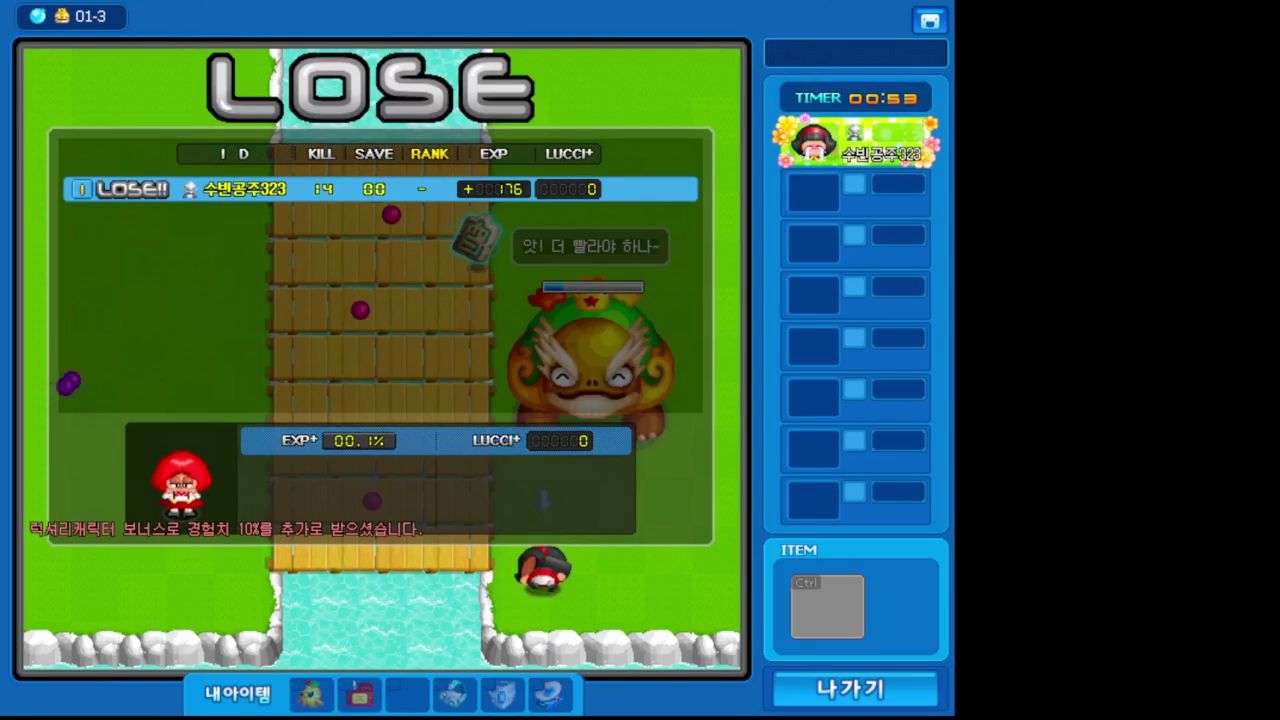 01-3
LOSE
TIMER 00:53
수빈공주323
I D KILL SAVE RANK EXP LUCCI+
1 LOSE!! 수빈공주323 14 00 - +000176 0000000
앗! 더 빨라야 하나~
EXP+ 00.1% LUCCI+ 0000000
럭셔리캐릭터 보너스로 경험치 10%를 추가로 받으셨습니다.
ITEM
Ctrl
내아이템
나가기